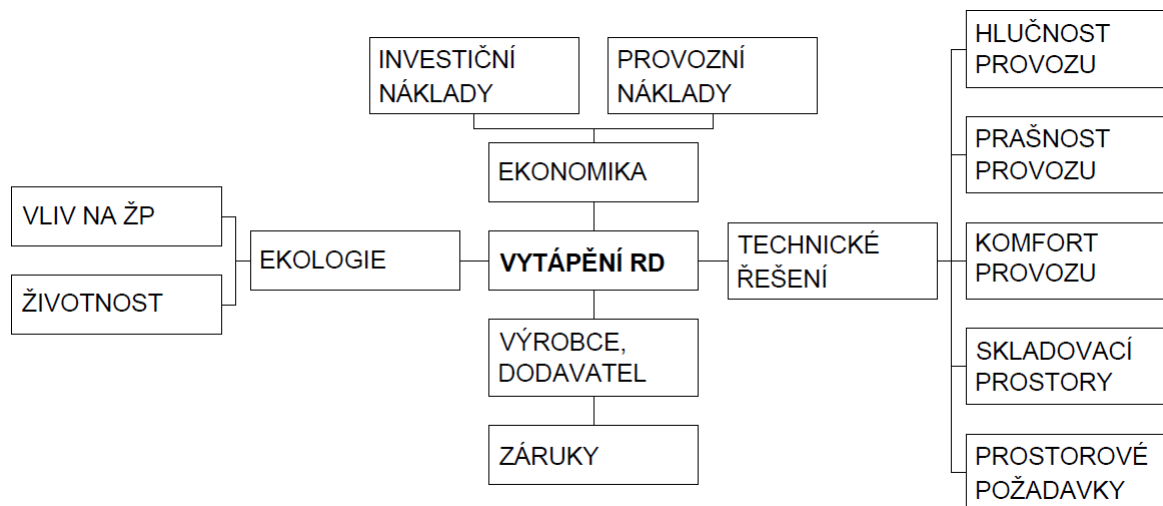 INVESTIČNÍ
NÁKLADY
PROVOZNÍ
NÁKLADY
EKONOMIKA
VLIV NA ŽP
ŽIVOTNOST
EKOLOGIE
VYTÁPĚNÍ RD
TECHNICKÉ
ŘEŠENÍ
VÝROBCE,
DODAVATEL
ZÁRUKY
HLUČNOST
PROVOZU
PRAŠNOST
PROVOZU
KOMFORT
PROVOZU
SKLADOVACÍ
PROSTORY
PROSTOROVÉ
POŽADAVKY